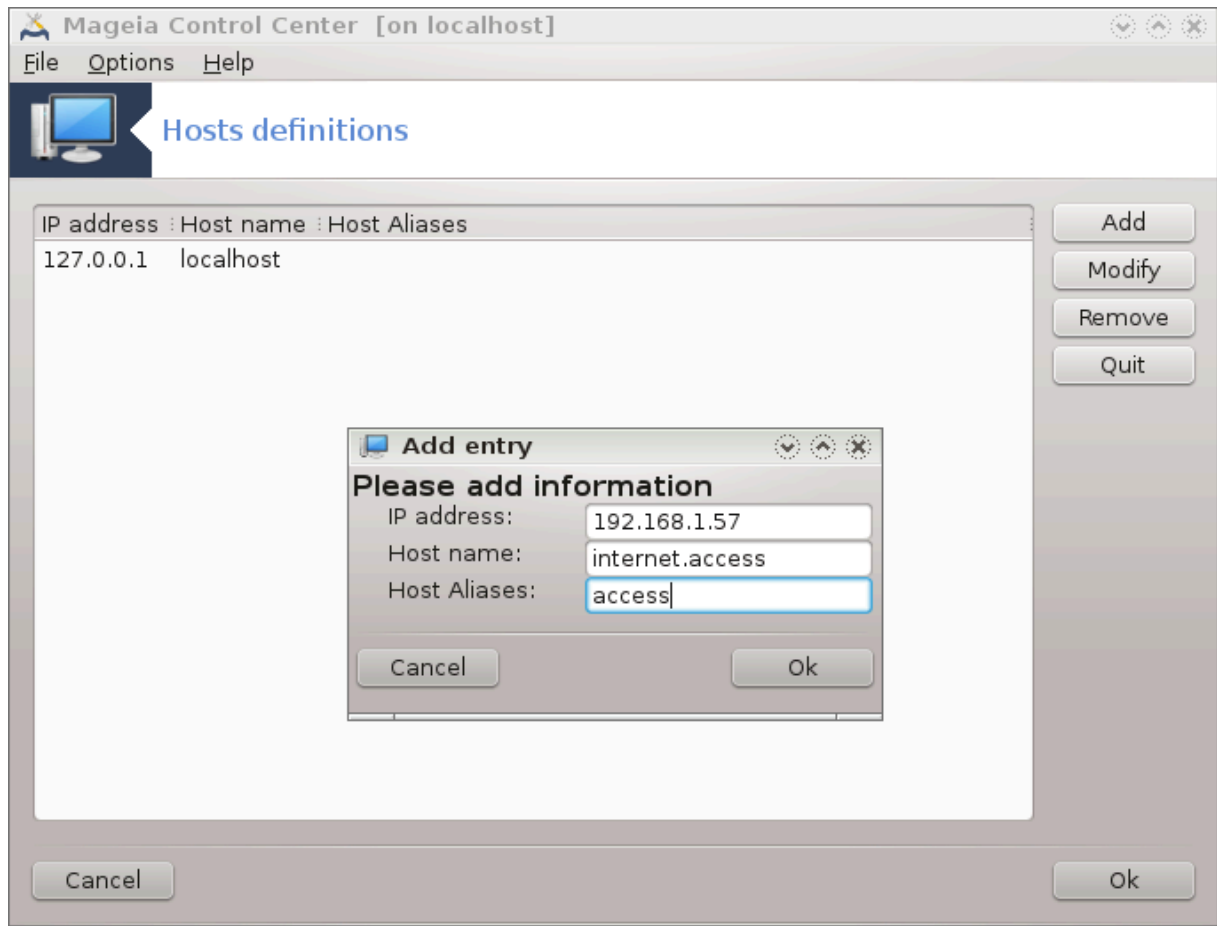 Mageia Control Center [on localhost]
File Options Help
Hosts definitions
IP address Host name Host Aliases
127.0.0.1 localhost
Add
Modify
Remove
Quit
Add entry
Please add information
IP address: 192.168.1.57
Host name: internet.access
Host Aliases: access
Cancel Ok
Cancel Ok